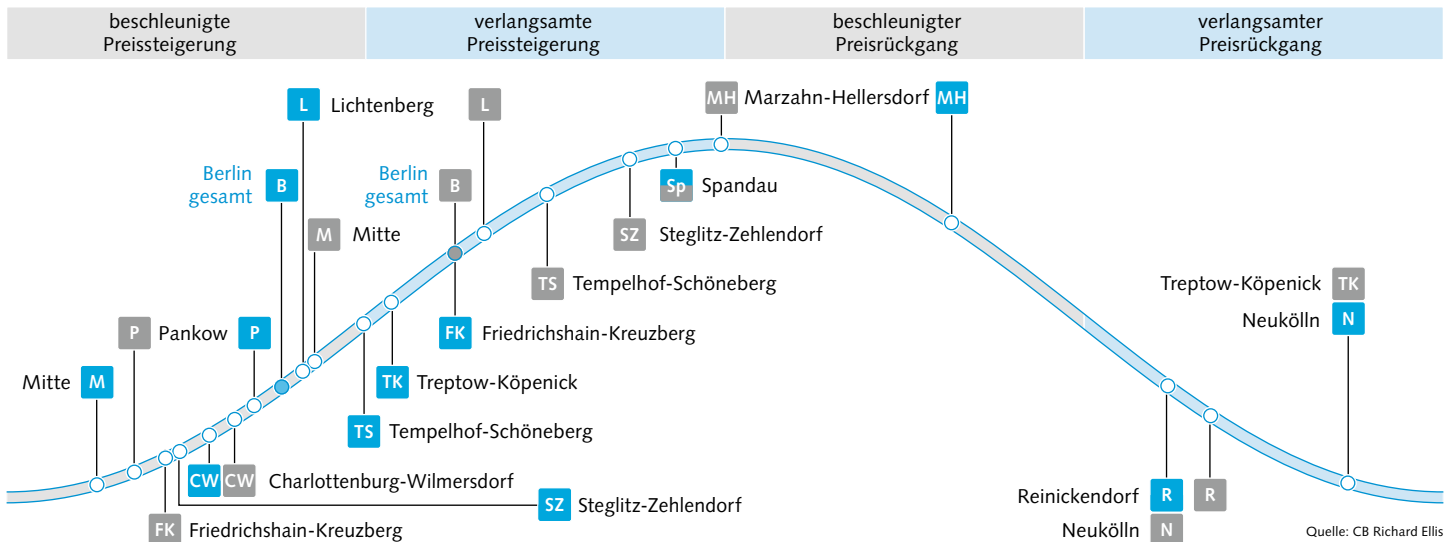 beschleunigte
Preissteigerung
verlangsamte
Preissteigerung
beschleunigter
Preisrückgang
verlangsamter
Preisrückgang
L Lichtenberg
L
MH Marzahn-Hellersdorf MH
Berlin
gesamt
B
Berlin
gesamt
B
Sp Spandau
M Mitte
SZ Steglitz-Zehlendorf
TS Tempelhof-Schöneberg
Treptow-Köpenick TK
Neukölln N
P Pankow P
FK Friedrichshain-Kreuzberg
Mitte M
TK Treptow-Köpenick
TS Tempelhof-Schöneberg
CW CW Charlottenburg-Wilmersdorf
SZ Steglitz-Zehlendorf
FK Friedrichshain-Kreuzberg
Reinickendorf R R
Neukölln N
Quelle: CB Richard Ellis